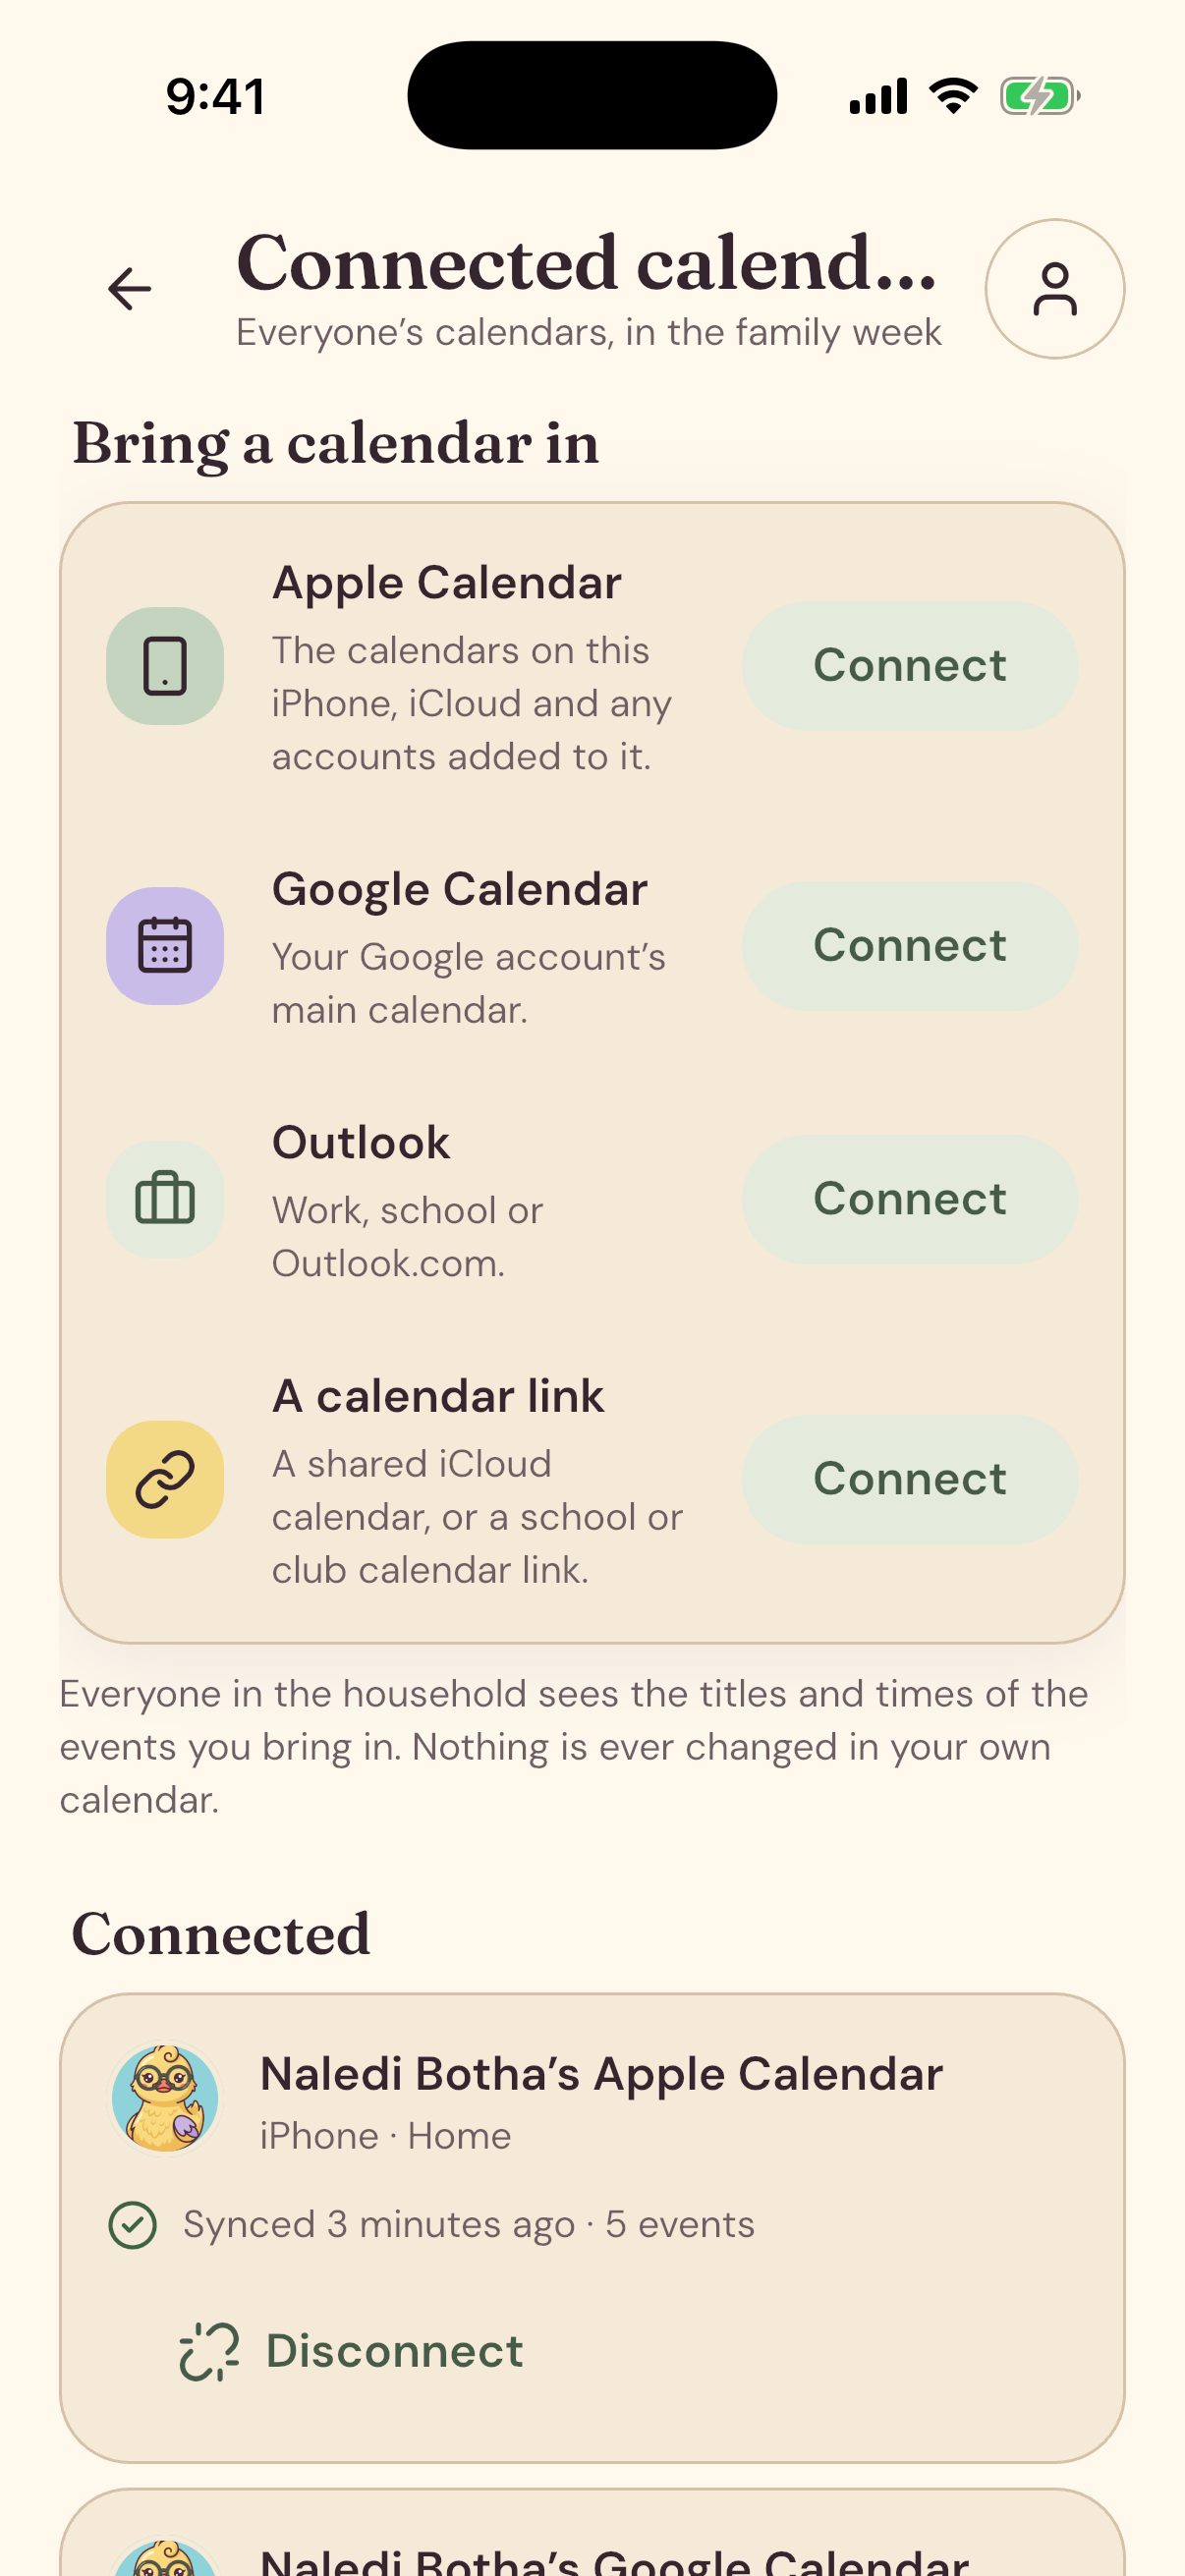 9:41
Connected calend...
Everyone’s calendars, in the family week
Bring a calendar in
Apple Calendar
The calendars on this
iPhone, iCloud and any
accounts added to it.
Connect
Google Calendar
Your Google account’s
main calendar.
Connect
Outlook
Work, school or
Outlook.com.
Connect
A calendar link
A shared iCloud
calendar, or a school or
club calendar link.
Connect
Everyone in the household sees the titles and times of the
events you bring in. Nothing is ever changed in your own
calendar.
Connected
Naledi Botha’s Apple Calendar
iPhone · Home
Synced 3 minutes ago · 5 events
Disconnect
Naledi Botha’s Google Calendar